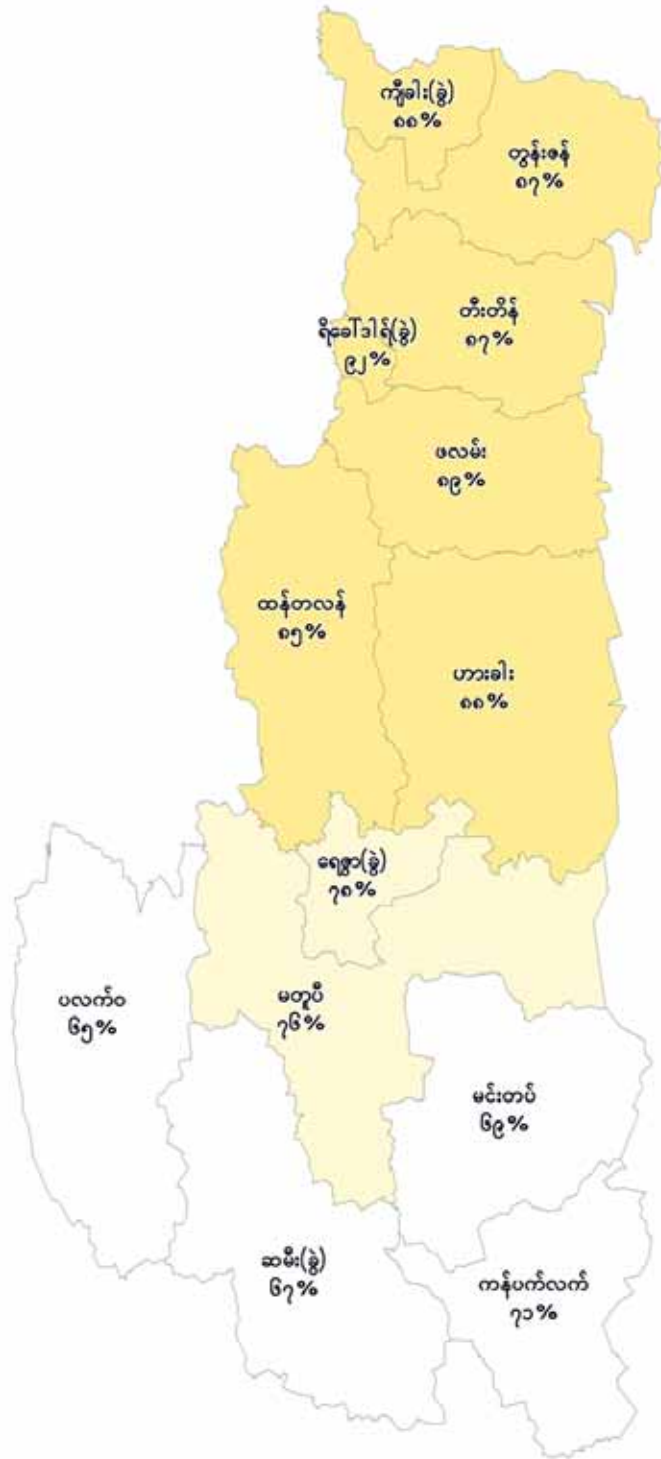 ကျီခါး(ခွဲ)
၈၈%
တွန်းဇန်
၈၇%
တီးတိန်
၈၇%
ရိခေါ်ဒါရ်(ခွဲ)
၉၂%
ဖလမ်း
၈၉%
ထန်တလန်
၈၅%
ဟားခါး
၈၈%
ရေဇွာ(ခွဲ)
၇၈%
ပလက်ဝ
၆၅%
မတူပီ
၇၆%
မင်းတပ်
၆၉%
ဆမီး(ခွဲ)
၆၇%
ကန်ပက်လက်
၇၁%